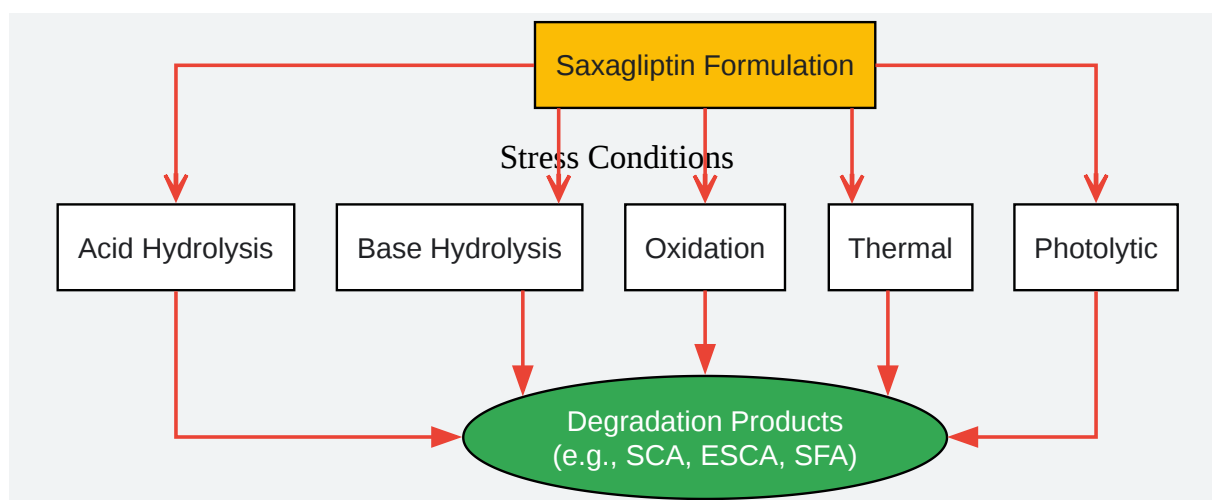 Saxagliptin Formulation
Stress Conditions
Acid Hydrolysis
Base Hydrolysis
Oxidation
Thermal
Photolytic
Degradation Products
(e.g., SCA, ESCA, SFA)